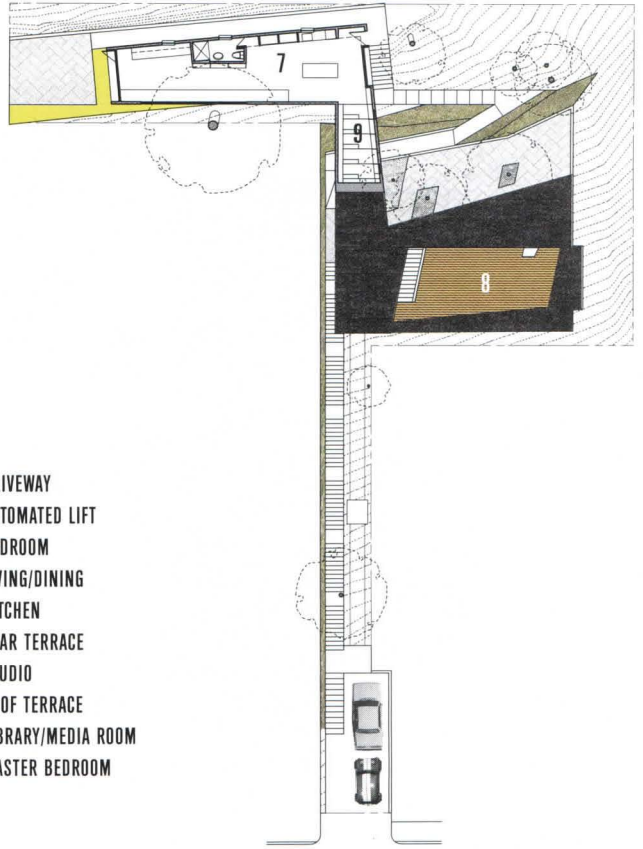 7
9
8
IVEWAY
TOMATED LIFT
DROOM
VING/DINING
TCHEN
AR TERRACE
UDIO
OF TERRACE
BRARY/MEDIA ROOM
ASTER BEDROOM